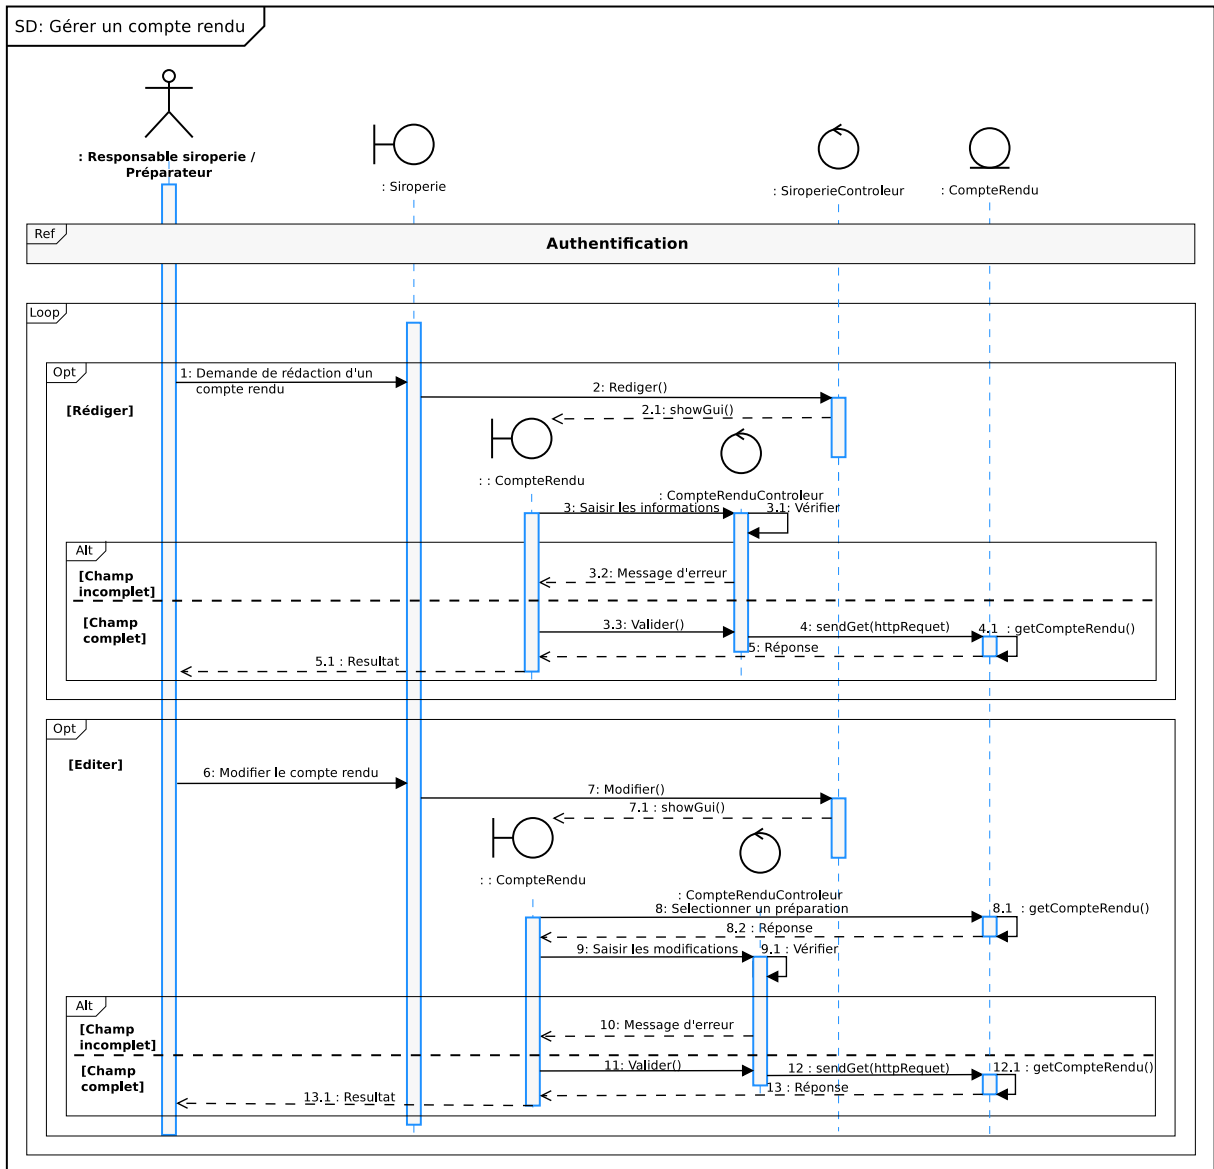 SD: Gérer un compte rendu
: Responsable siroperie /
Préparateur
: Siroperie
: SiroperieControleur
: CompteRendu
Ref
Authentification
Loop
Opt
1: Demande de rédaction d'un
compte rendu
2: Rediger()
[Rédiger]
2.1: showGui()
: : CompteRendu
: CompteRenduControleur
3: Saisir les informations
3.1: Vérifier
Alt
[Champ
incomplet]
3.2: Message d'erreur
[Champ
complet]
3.3: Valider()
4: sendGet(httpRequet)
4.1 : getCompteRendu()
5: Réponse
5.1 : Resultat
Opt
[Editer]
6: Modifier le compte rendu
7: Modifier()
7.1 : showGui()
: : CompteRendu
: CompteRenduControleur
8: Selectionner un préparation
8.1 : getCompteRendu()
8.2 : Réponse
9: Saisir les modifications
9.1 : Vérifier
Alt
[Champ
incomplet]
10: Message d'erreur
[Champ
complet]
11: Valider()
12 : sendGet(httpRequet)
12.1 : getCompteRendu()
13 : Réponse
13.1 : Resultat